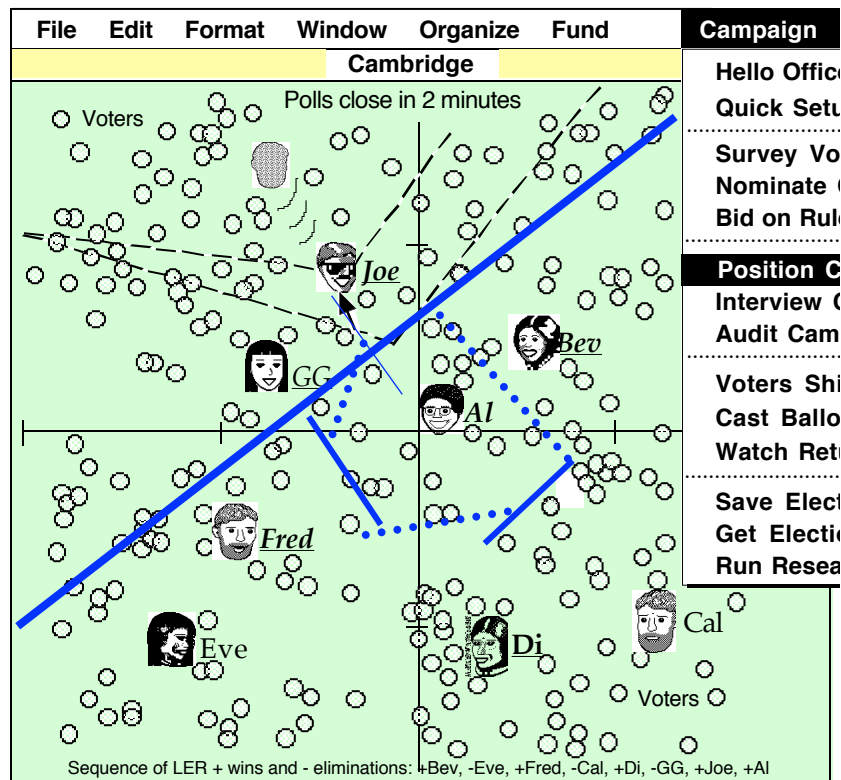 File Edit Format Window Organize Fund Campaign
Cambridge
Hello Offic
Polls close in 2 minutes
Quick Setu
Voters
Survey Vo
Nominate
Bid on Rul
Joe
Position C
Interview
Bev
Audit Cam
GG
Voters Shi
Al
Cast Ballo
Watch Ret
Save Elect
Fred
Get Electi
Run Resea
Cal
Eve
Di
Voters
Sequence of LER + wins and - eliminations: +Bev, -Eve, +Fred, -Cal, +Di, -GG, +Joe, +Al